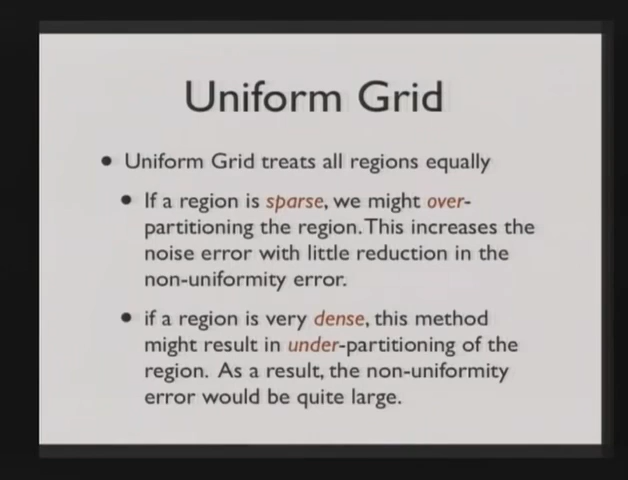 Uniform Grid
• Uniform Grid treats all regions equally
• If a region is sparse, we might over-
partitioning the region. This increases the
noise error with little reduction in the
non-uniformity error.
• if a region is very dense, this method
might result in under-partitioning of the
region. As a result, the non-uniformity
error would be quite large.